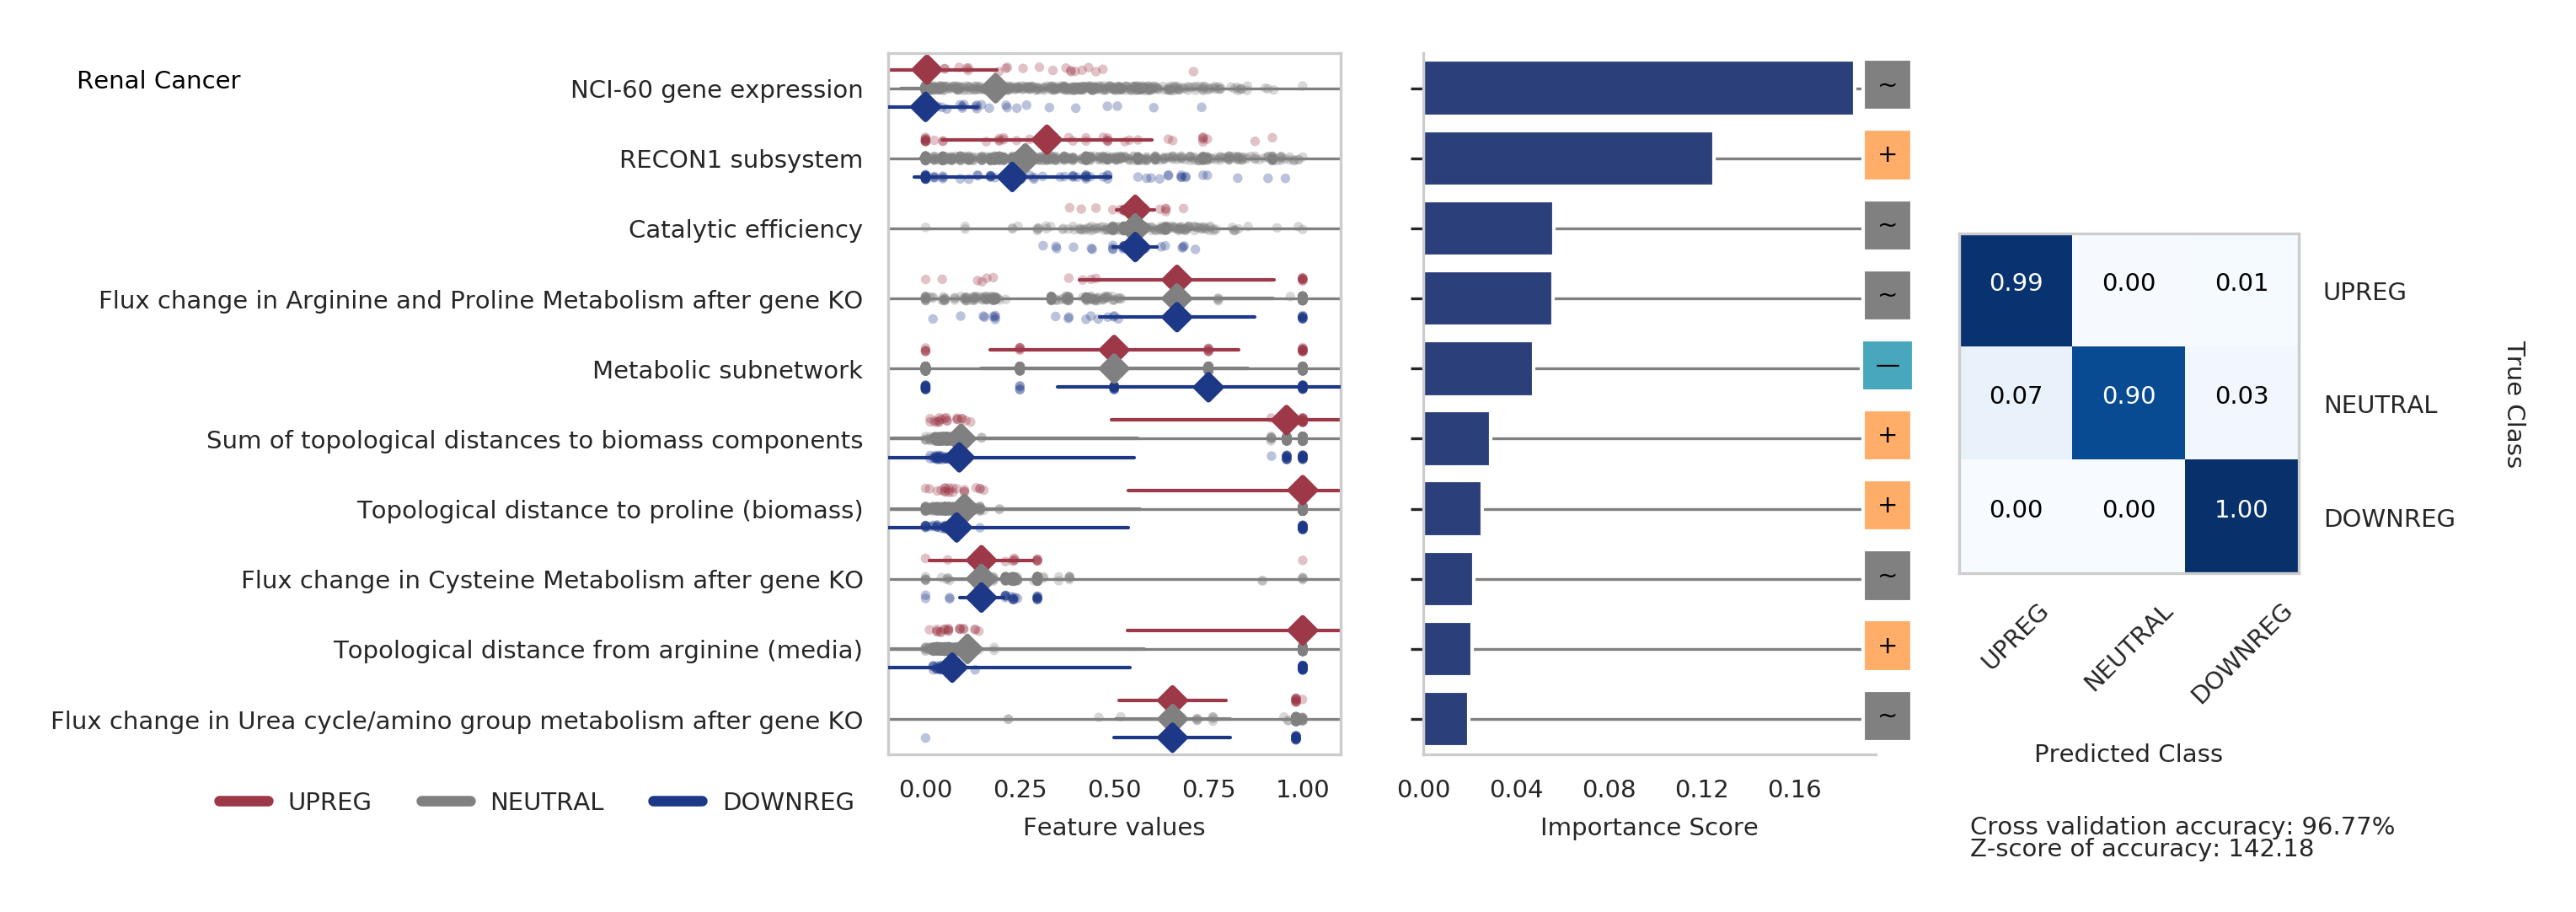 Renal Cancer
NCI-60 gene expression
RECON1 subsystem
Catalytic efficiency
Flux change in Arginine and Proline Metabolism after gene KO
Metabolic subnetwork
Sum of topological distances to biomass components
Topological distance to proline (biomass)
Flux change in Cysteine Metabolism after gene KO
Topological distance from arginine (media)
Flux change in Urea cycle/amino group metabolism after gene KO
UPREG NEUTRAL DOWNREG
0.00 0.25 0.50 0.75 1.00
Feature values
~
+
~
~
—
+
+
~
+
~
0.00 0.04 0.08 0.12 0.16
Importance Score
0.99 0.00 0.01 UPREG
0.07 0.90 0.03 NEUTRAL
0.00 0.00 1.00 DOWNREG
True Class
UPREG NEUTRAL DOWNREG
Predicted Class
Cross validation accuracy: 96.77%
Z-score of accuracy: 142.18